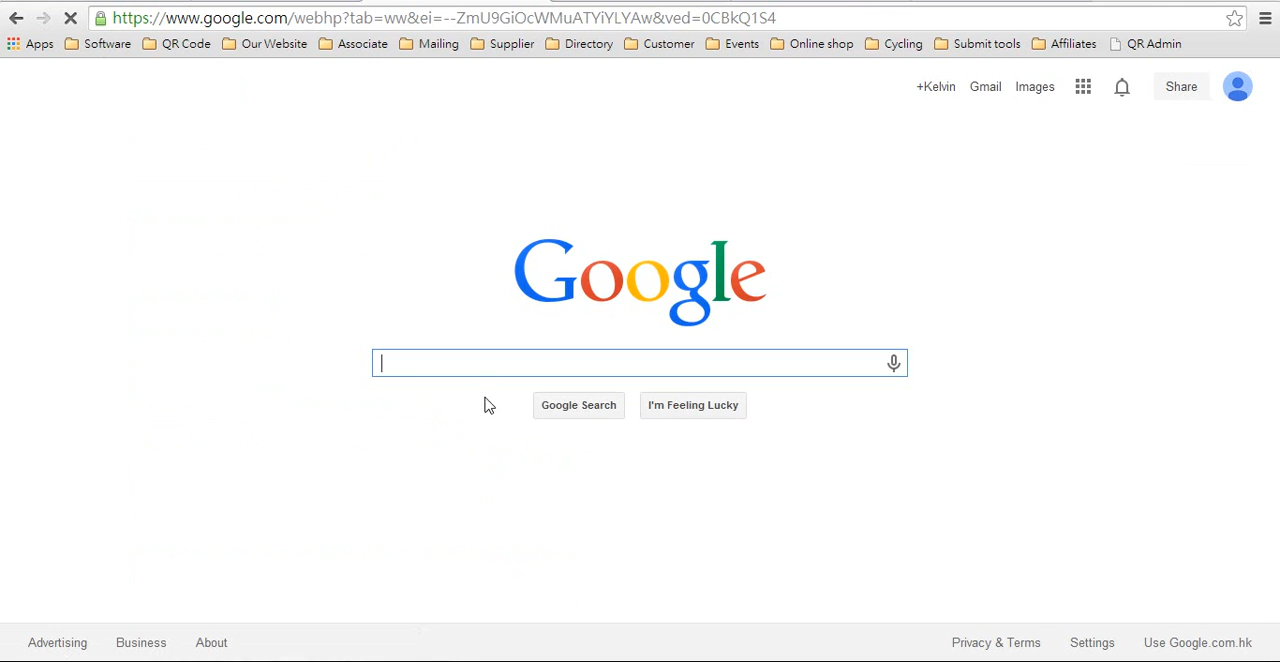 https://www.google.com/webhp?tab=ww&ei=--ZmU9GiOcWMuATYiYLYAw&ved=0CBkQ1S4
Apps Software QR Code Our Website Associate Mailing Supplier Directory Customer Events Online shop Cycling Submit tools Affiliates QR Admin
+Kelvin Gmail Images Share
Google
Google Search I'm Feeling Lucky
Advertising Business About Privacy & Terms Settings Use Google.com.hk